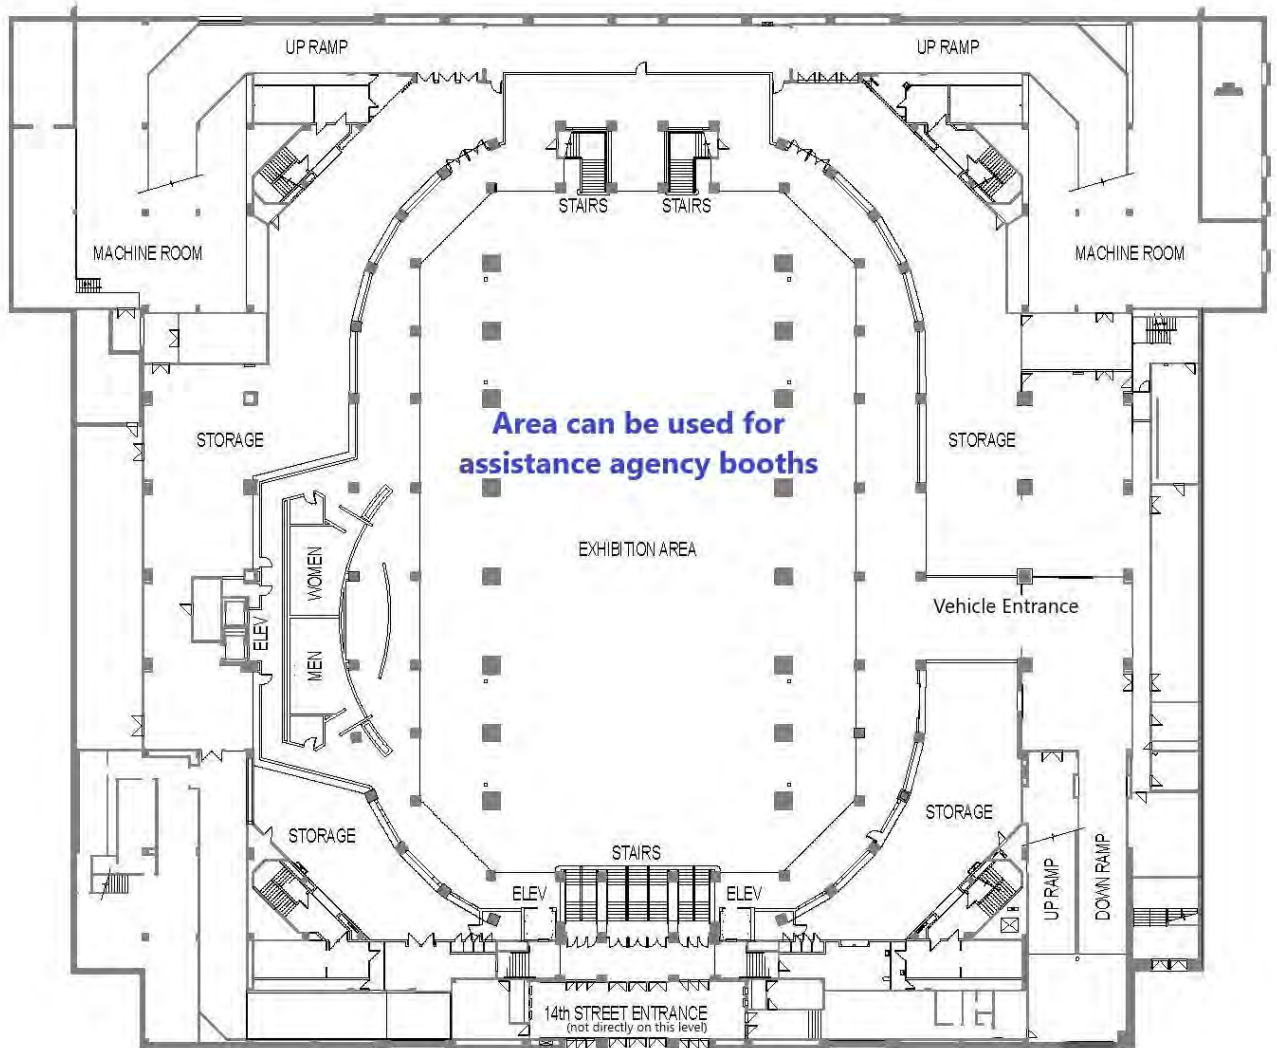 UP RAMP
UP RAMP
STAIRS
STAIRS
MACHINE ROOM
MACHINE ROOM
Area can be used for
assistance agency booths
STORAGE
STORAGE
EXHIBITION AREA
WOMEN
Vehicle Entrance
ELEV
MEN
STORAGE
STORAGE
STAIRS
UP RAMP
DOWN RAMP
ELEV
ELEV
14th STREET ENTRANCE
(not directly on this level)